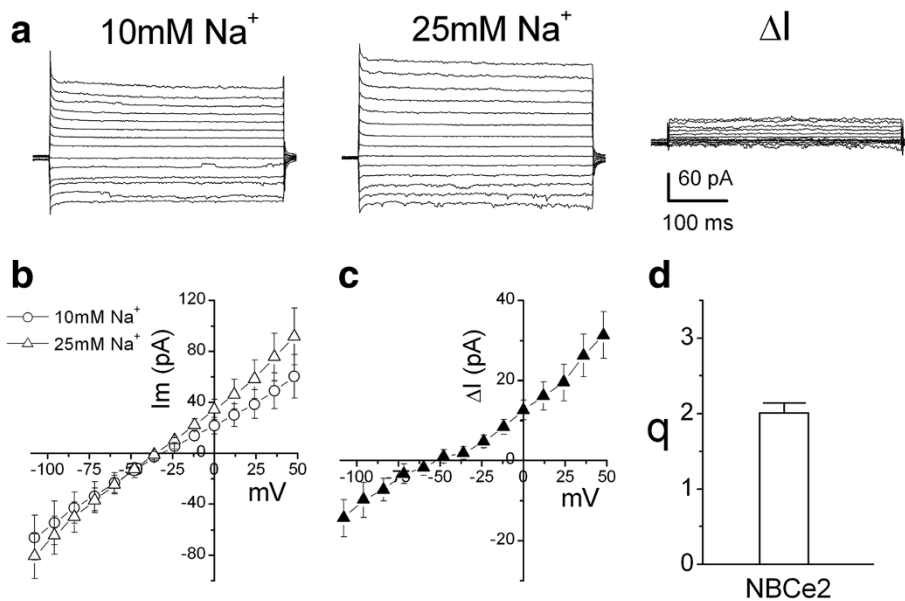 a
10mM Na⁺
25mM Na⁺
ΔI
60 pA
100 ms
b
10mM Na⁺
25mM Na⁺
Im (pA)
120
80
40
0
-40
-80
-100 -75 -50 -25 0 25 50
mV
c
ΔI (pA)
40
20
0
-20
-100 -75 -50 -25 0 25 50
mV
d
q
3
2
1
0
NBCe2